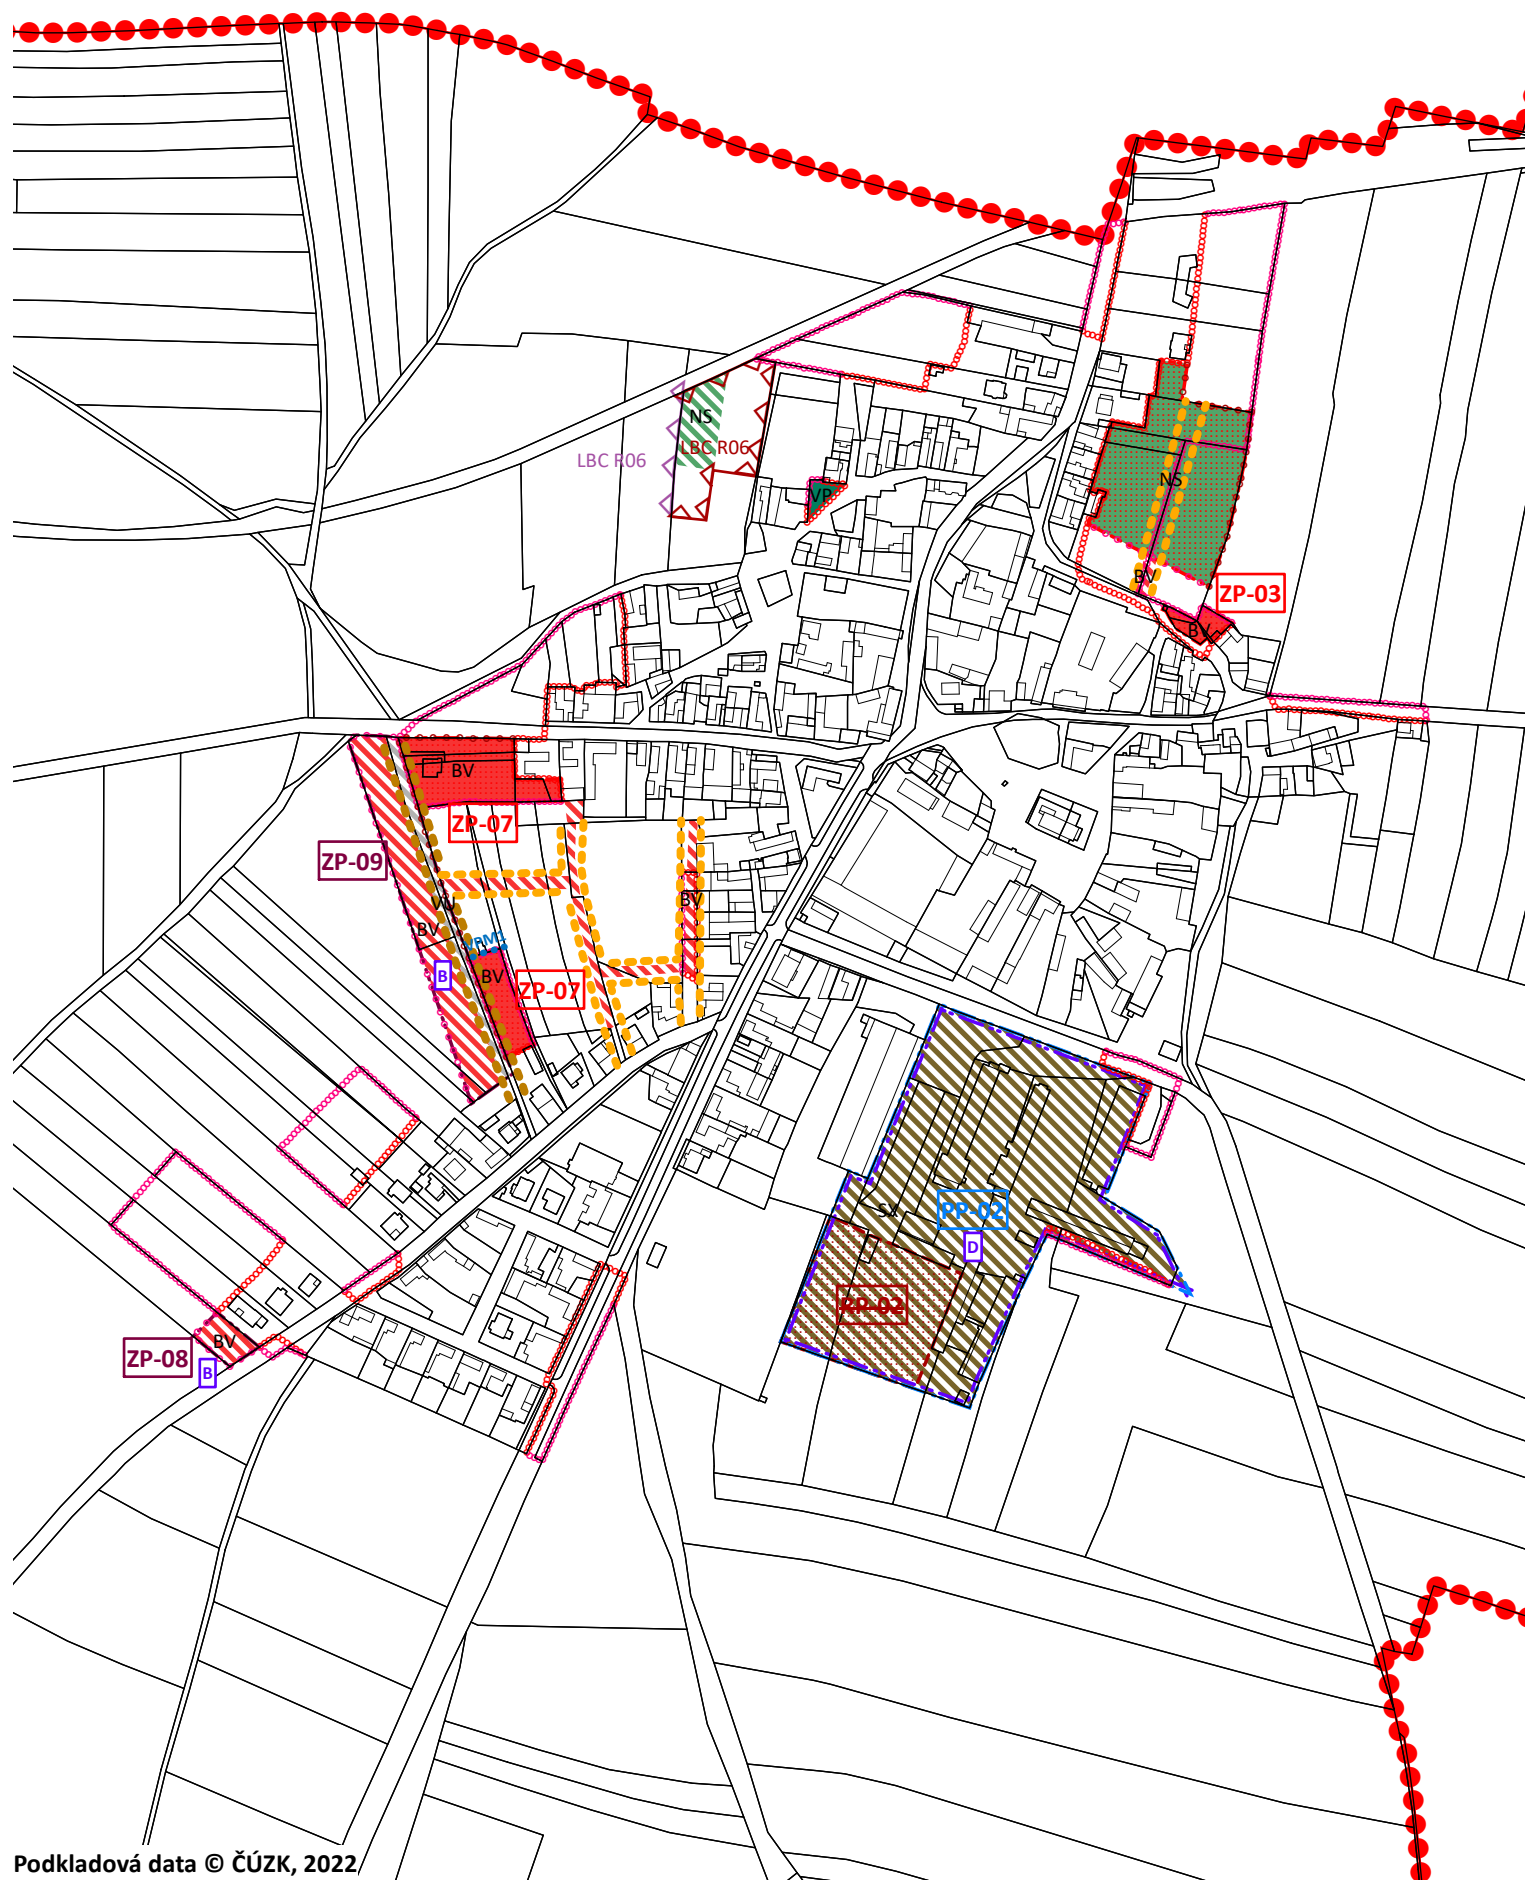 NS
LBC R06
LBC R06
VP
NS
BV
ZP-03
BV
BV
ZP-07
ZP-09
VU
BV
BV
B
BV
ZP-07
PP-02
D
RP-02
BV
ZP-08
B
Podkladová data © ČÚZK, 2022